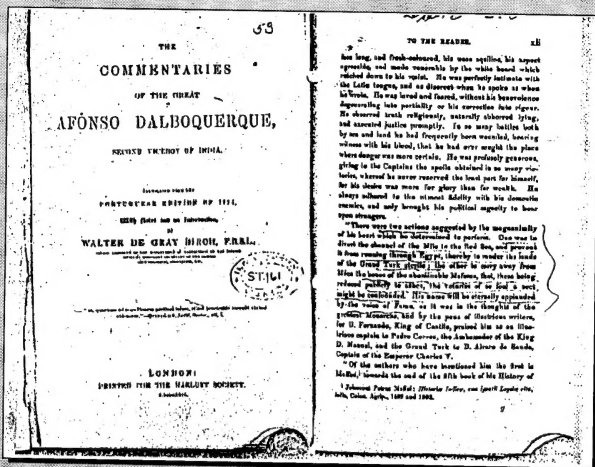 59
THE
COMMENTARIES
OF THE GREAT
AFONSO DALBOQUERQUE,
SECOND VICEROY OF INDIA.
TRANSLATED FROM THE
PORTUGUESE EDITION OF 1774,
BY
WALTER DE GRAY BIRCH, F.R.S.L.,
LONDON:
PRINTED FOR THE HAKLUYT SOCIETY.
TO THE READER. xli
face long, and fresh-coloured, his nose aquiline, his aspect
agreeable, and made venerable by the white beard which
reached down to his waist. He was perfectly intimate with
the Latin tongue, and as discreet when he spoke as when
he wrote. He was loved and feared, without his benevolence
degenerating into partiality or his correction into rigour.
He observed truth religiously, naturally abhorred lying,
and executed justice promptly. In so many battles both
by sea and land he had frequently been wounded, bearing
witness with his blood, that he had ever sought the place
where danger was more certain. He was profusely generous,
giving to the Captains the spoils obtained in so many vic-
tories, whereof he never reserved the least part for himself,
for his desire was more for glory than for wealth. He
always adhered to the utmost fidelity with his domestic
enemies, and only brought his political sagacity to bear
upon strangers.
"There were two actions suggested by the magnanimity
of his heart which he determined to perform. One was to
direct the channel of the Nile to the Red Sea, and prevent
it from running through Egypt, thereby to render the lands
of the Grand Turk sterile; the other to carry away from
Mecca the bones of the abominable Mafoma, that, these being
reduced publicly to ashes, the votaries of so foul a sect
might be confounded. His name will be eternally applauded
by the voice of Fame, as it was in the thoughts of the
greatest Monarchs, and by the pens of illustrious writers,
for D. Fernando, King of Castile, praised him as an illus-
trious captain to Pedro Correa, the Ambassador of the King
D. Manuel, and the Grand Turk to D. Alvaro de Sande,
Captain of the Emperor Charles V.
"Of the authors who have mentioned him the first is
Maffei, towards the end of the fifth book of his History of